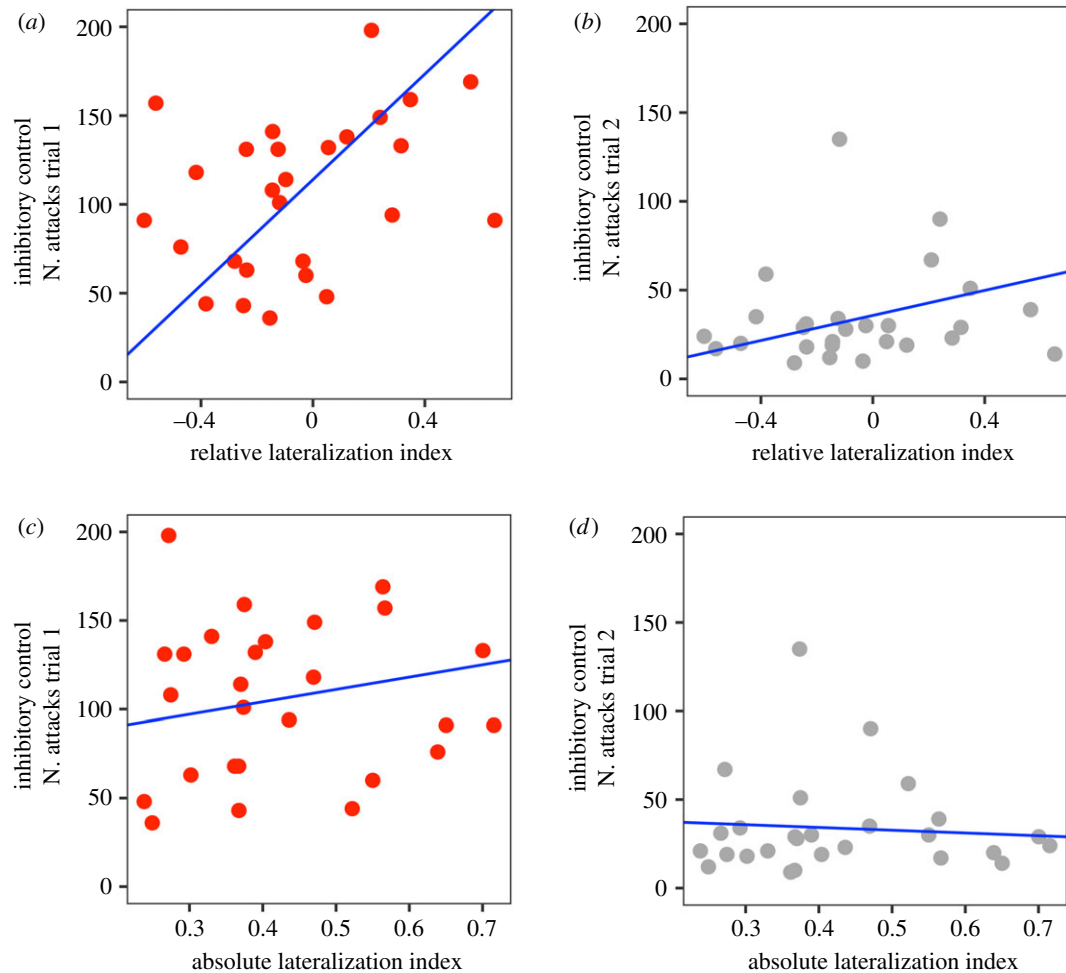 (a)
200
150
100
50
0
inhibitory control
N. attacks trial 1
−0.4 0 0.4
relative lateralization index
(b)
200
150
100
50
0
inhibitory control
N. attacks trial 2
−0.4 0 0.4
relative lateralization index
(c)
200
150
100
50
0
inhibitory control
N. attacks trial 1
0.3 0.4 0.5 0.6 0.7
absolute lateralization index
(d)
200
150
100
50
0
inhibitory control
N. attacks trial 2
0.3 0.4 0.5 0.6 0.7
absolute lateralization index